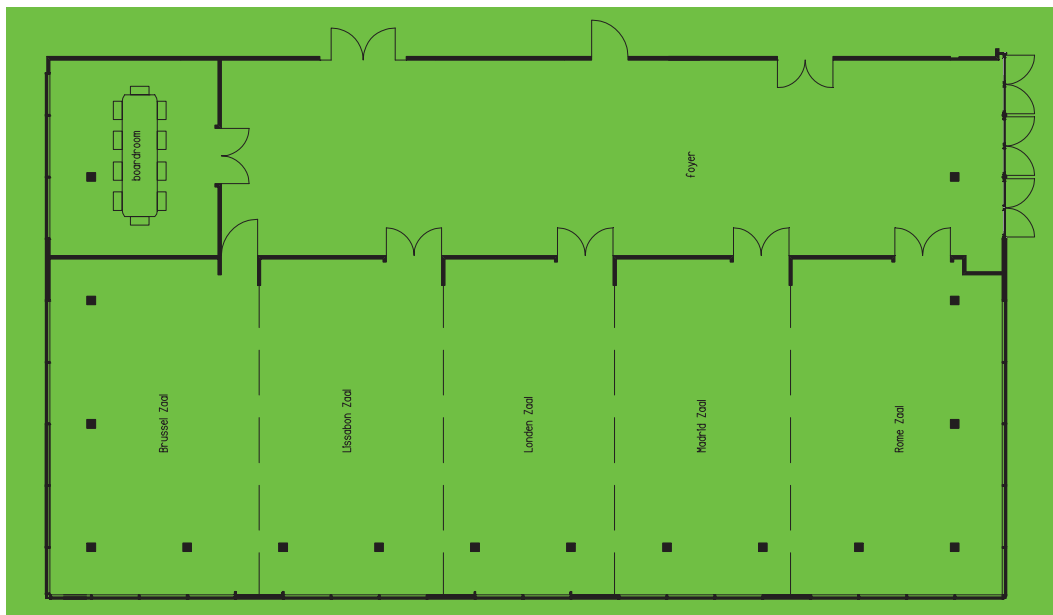 boardroom
foyer
Brussel Zaal
Lissabon Zaal
Londen Zaal
Madrid Zaal
Rome Zaal